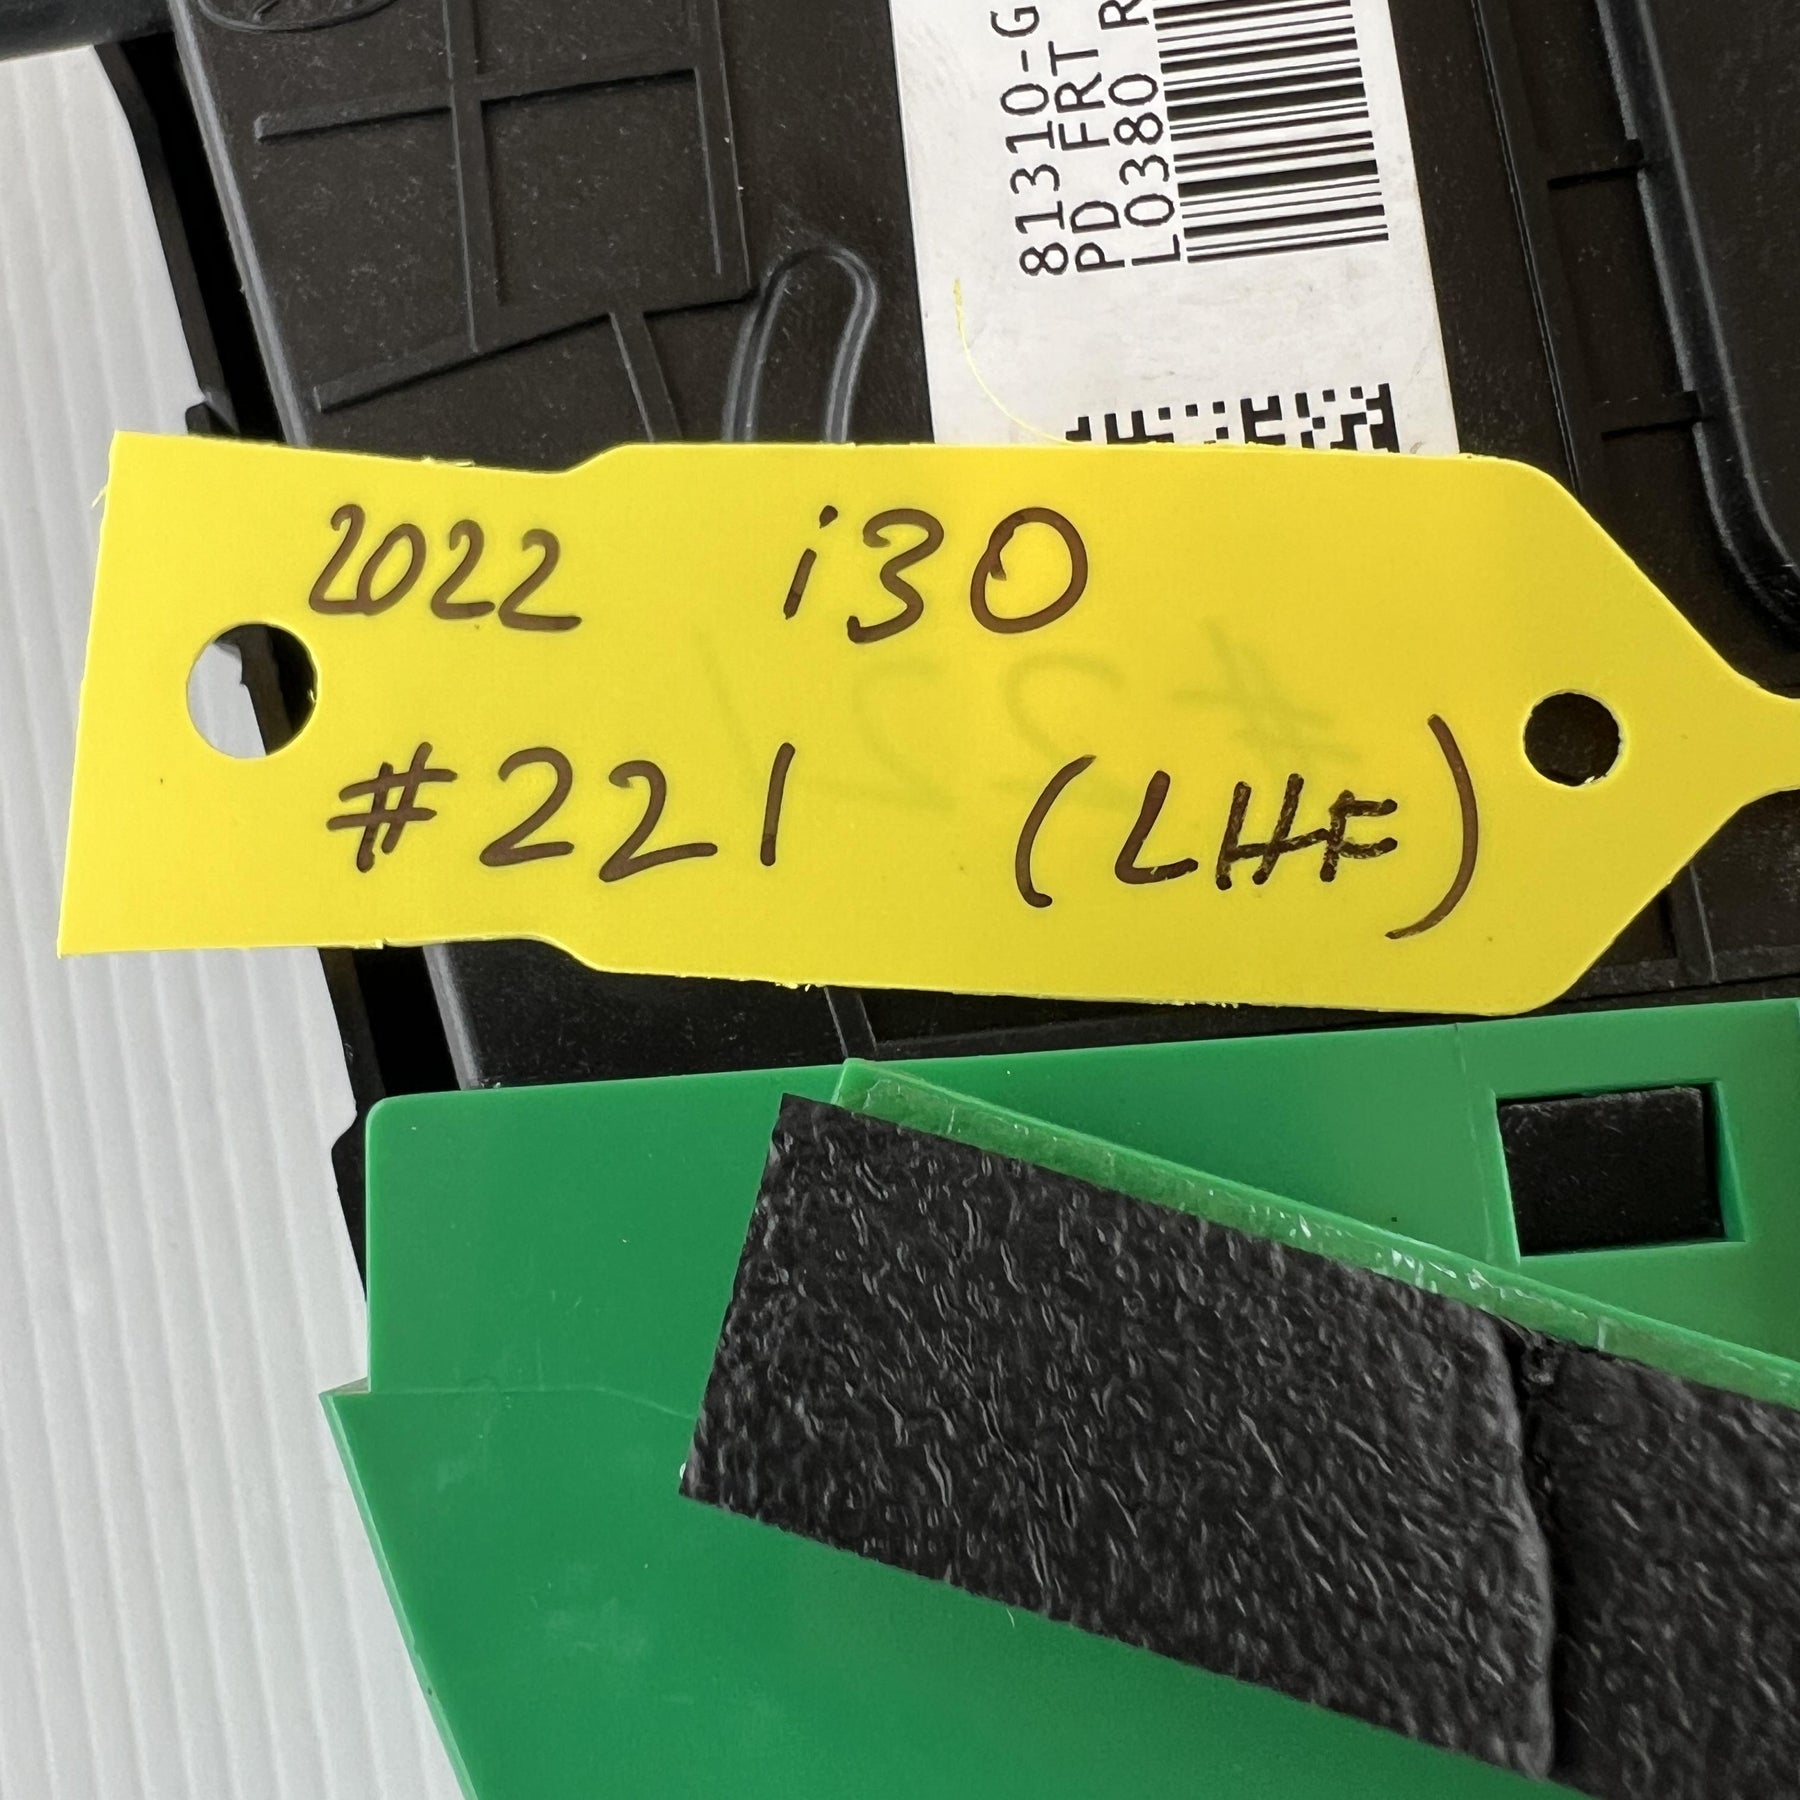 81310-G
PD FRT R
L0380
2022 i30
#221 (LHF)